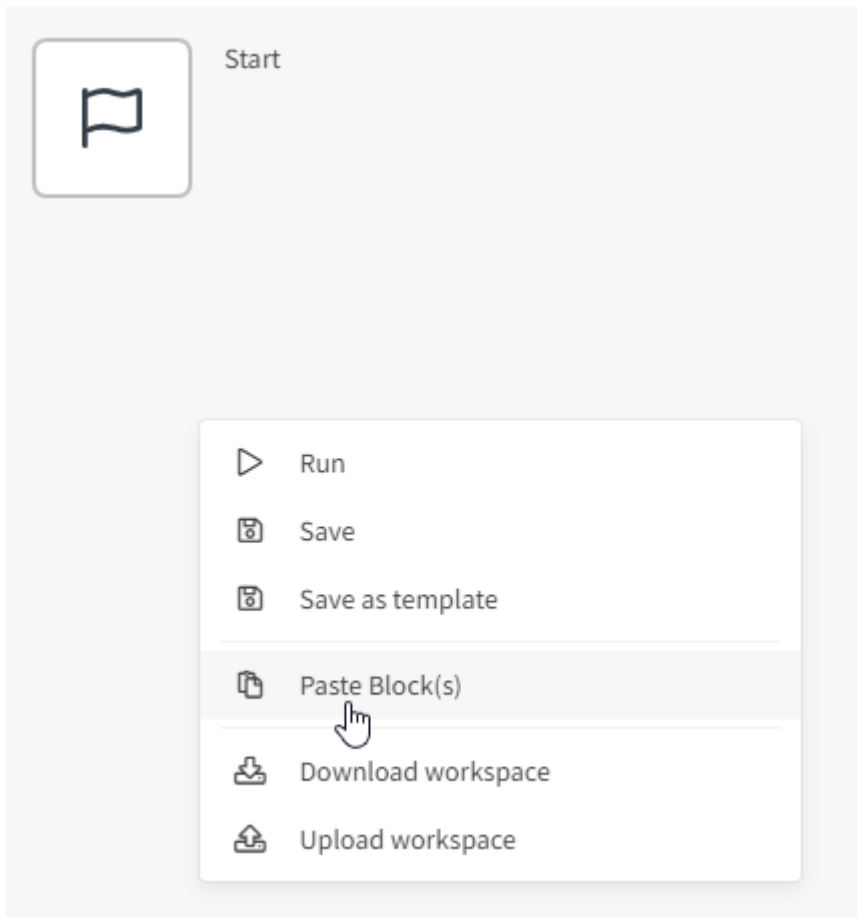 Start
Run
Save
Save as template
Paste Block(s)
Download workspace
Upload workspace